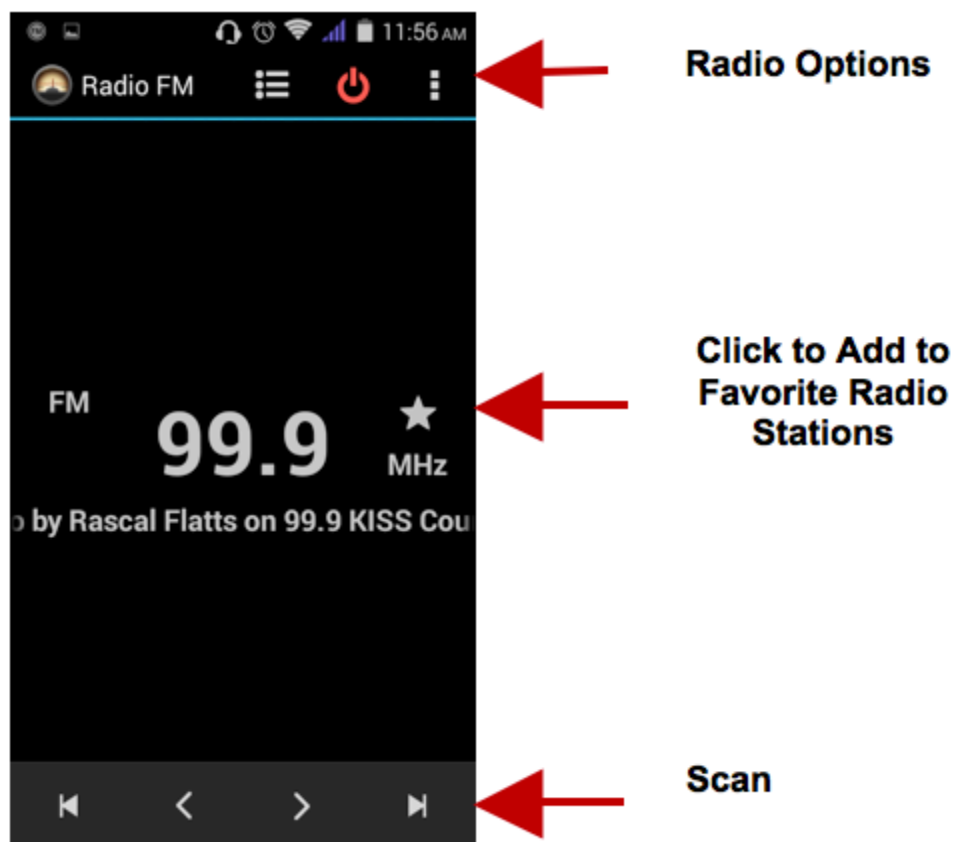 11:56 AM
Radio FM
Radio Options
Click to Add to
Favorite Radio
Stations
FM
99.9
MHz
by Rascal Flatts on 99.9 KISS
Scan